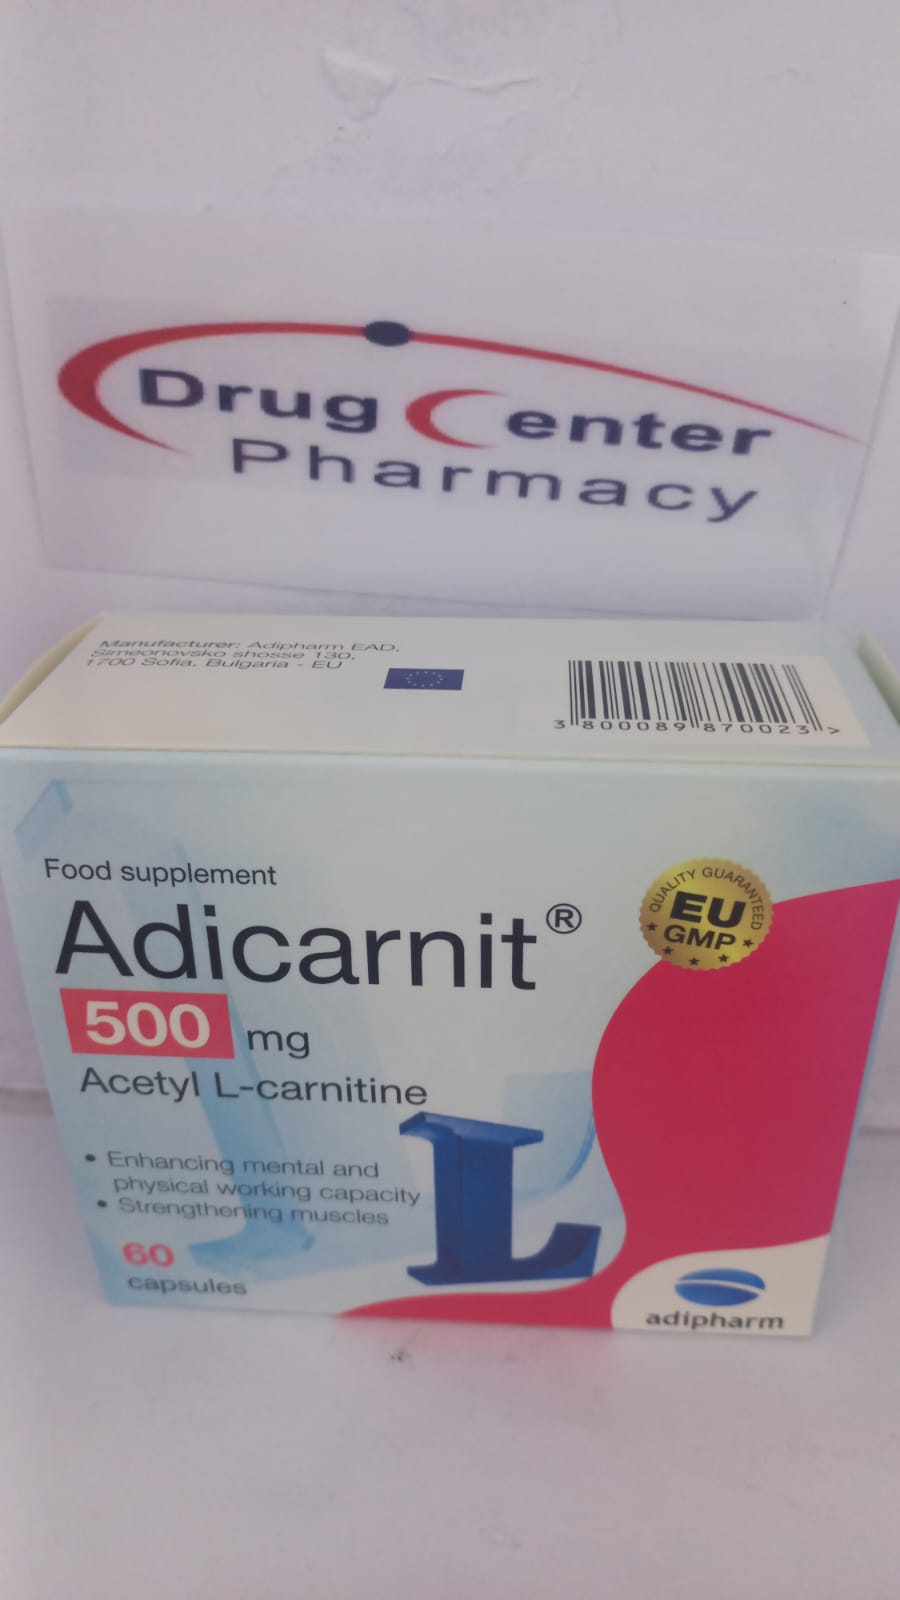 Drug Center
Pharmacy
Manufacturer: Adipharm EAD,
Simeonovsko shosse 130,
1700 Sofia, Bulgaria - EU
3 800089 870023 >
Food supplement
Adicarnit®
500 mg
Acetyl L-carnitine
• Enhancing mental and
physical working capacity
• Strengthening muscles
60
capsules
QUALITY GUARANTEED
EU
GMP
L
adipharm